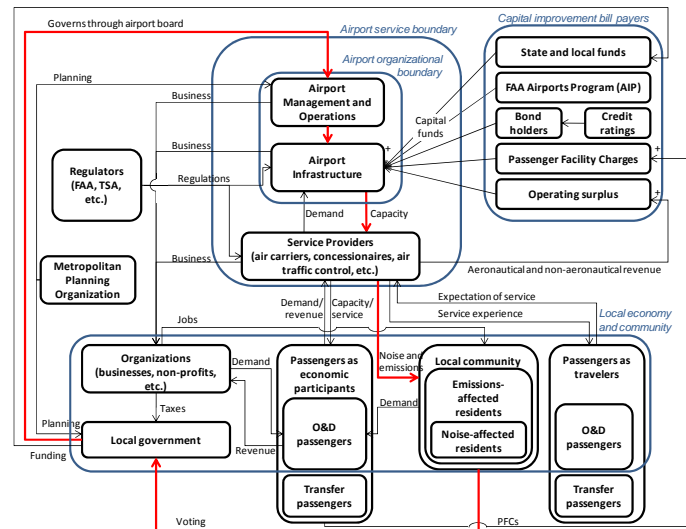 Governs through airport board
Airport service boundary
Capital improvement bill payers
Airport organizational
boundary
State and local funds
Planning
Airport
Management and
Operations
FAA Airports Program (AIP)
Business
Capital
funds
Bond
holders
Credit
ratings
Business
Airport
Infrastructure
+
Passenger Facility Charges
+
Regulators
(FAA, TSA,
etc.)
Regulations
Operating surplus
+
Demand
Capacity
Service Providers
(air carriers, concessionaires, air
traffic control, etc.)
Business
Aeronautical and non-aeronautical revenue
Metropolitan
Planning
Organization
Demand/
revenue
Capacity/
service
Expectation of service
Service experience
Local economy
and community
Jobs
Organizations
(businesses, non-profits,
etc.)
Demand
Passengers as
economic
participants
Noise and
emissions
Local community
Passengers as
travelers
Emissions-
affected
residents
Demand
Taxes
O&D
passengers
O&D
passengers
Planning
Local government
Noise-affected
residents
Funding
Revenue
Transfer
passengers
Transfer
passengers
Voting
PFCs